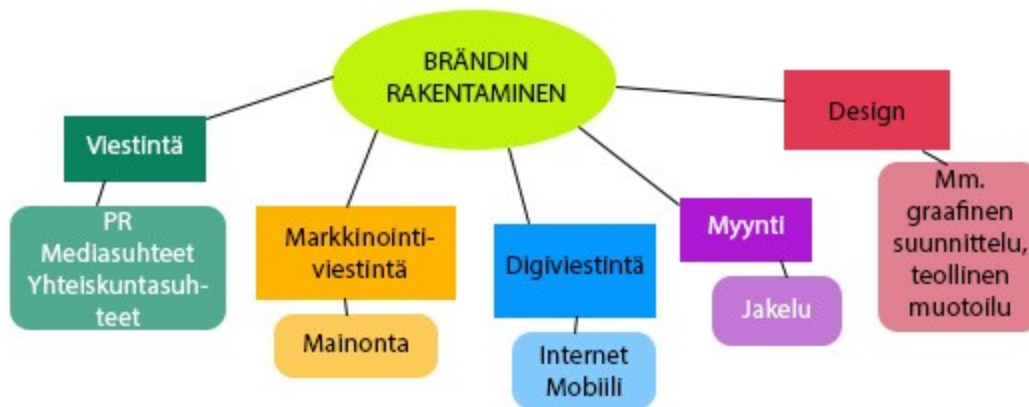 BRÄNDIN
RAKENTAMINEN
Viestintä
PR
Mediasuhteet
Yhteiskuntasuh-
teet
Markkinointi-
viestintä
Mainonta
Digiviestintä
Internet
Mobiili
Myynti
Jakelu
Design
Mm.
graafinen
suunnittelu,
teollinen
muotoilu